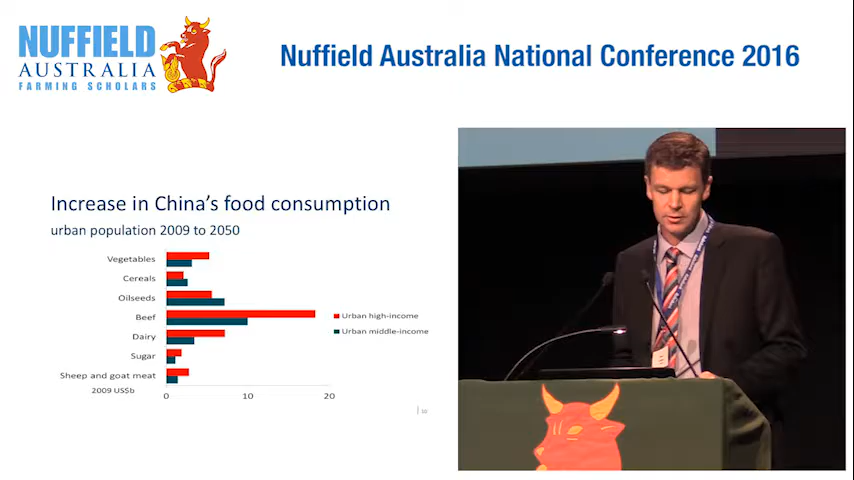 NUFFIELD
AUSTRALIA
FARMING SCHOLARS
Nuffield Australia National Conference 2016
Increase in China's food consumption
urban population 2009 to 2050
Vegetables
Cereals
Oilseeds
Beef
Dairy
Sugar
Sheep and goat meat
2009 US$b
0 10 20
Urban high-income
Urban middle-income